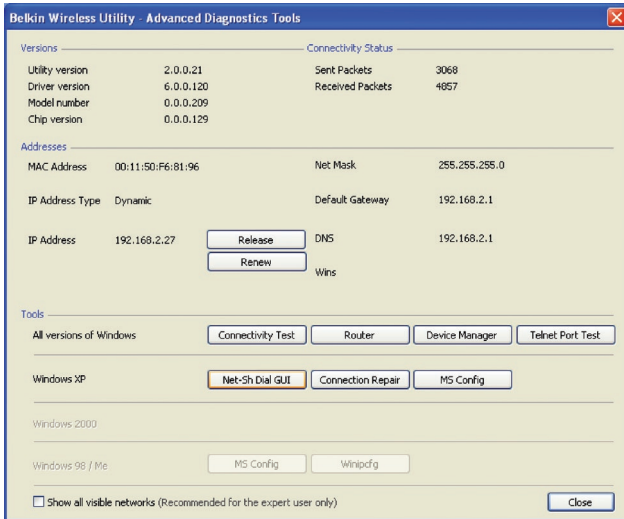 Belkin Wireless Utility - Advanced Diagnostics Tools
Versions
Utility version 2.0.0.21
Driver version 6.0.0.120
Model number 0.0.0.209
Chip version 0.0.0.129
Connectivity Status
Sent Packets 3068
Received Packets 4857
Addresses
MAC Address 00:11:50:F6:81:96
Net Mask 255.255.255.0
IP Address Type Dynamic
Default Gateway 192.168.2.1
IP Address 192.168.2.27
Release
Renew
DNS 192.168.2.1
Wins
Tools
All versions of Windows Connectivity Test Router Device Manager Telnet Port Test
Windows XP Net-Sh Dial GUI Connection Repair MS Config
Windows 2000
Windows 98 / Me MS Config Winipcfg
Show all visible networks (Recommended for the expert user only) Close